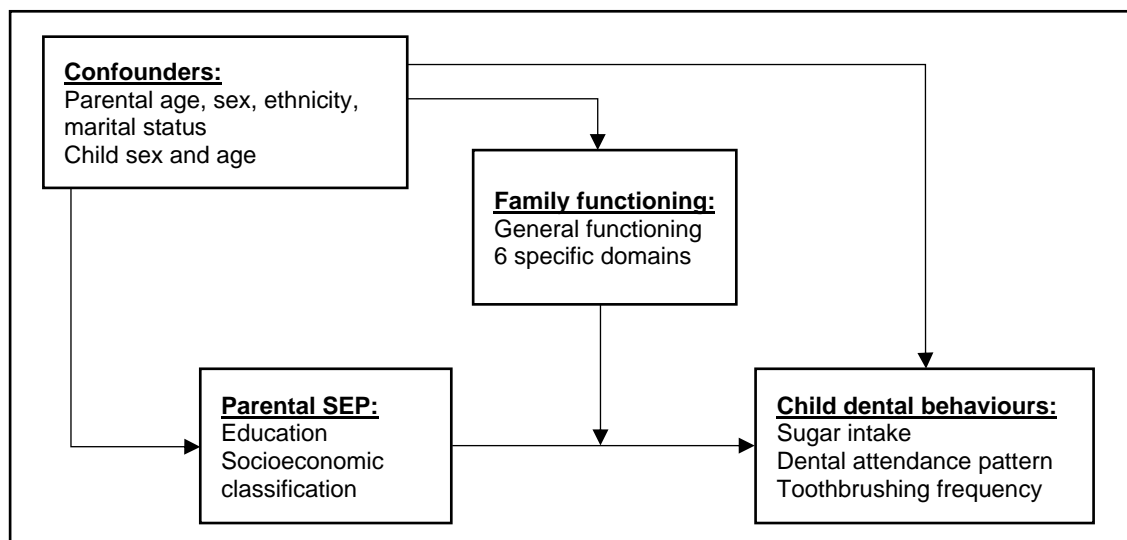 Confounders:
Parental age, sex, ethnicity,
marital status
Child sex and age
Family functioning:
General functioning
6 specific domains
Parental SEP:
Education
Socioeconomic
classification
Child dental behaviours:
Sugar intake
Dental attendance pattern
Toothbrushing frequency